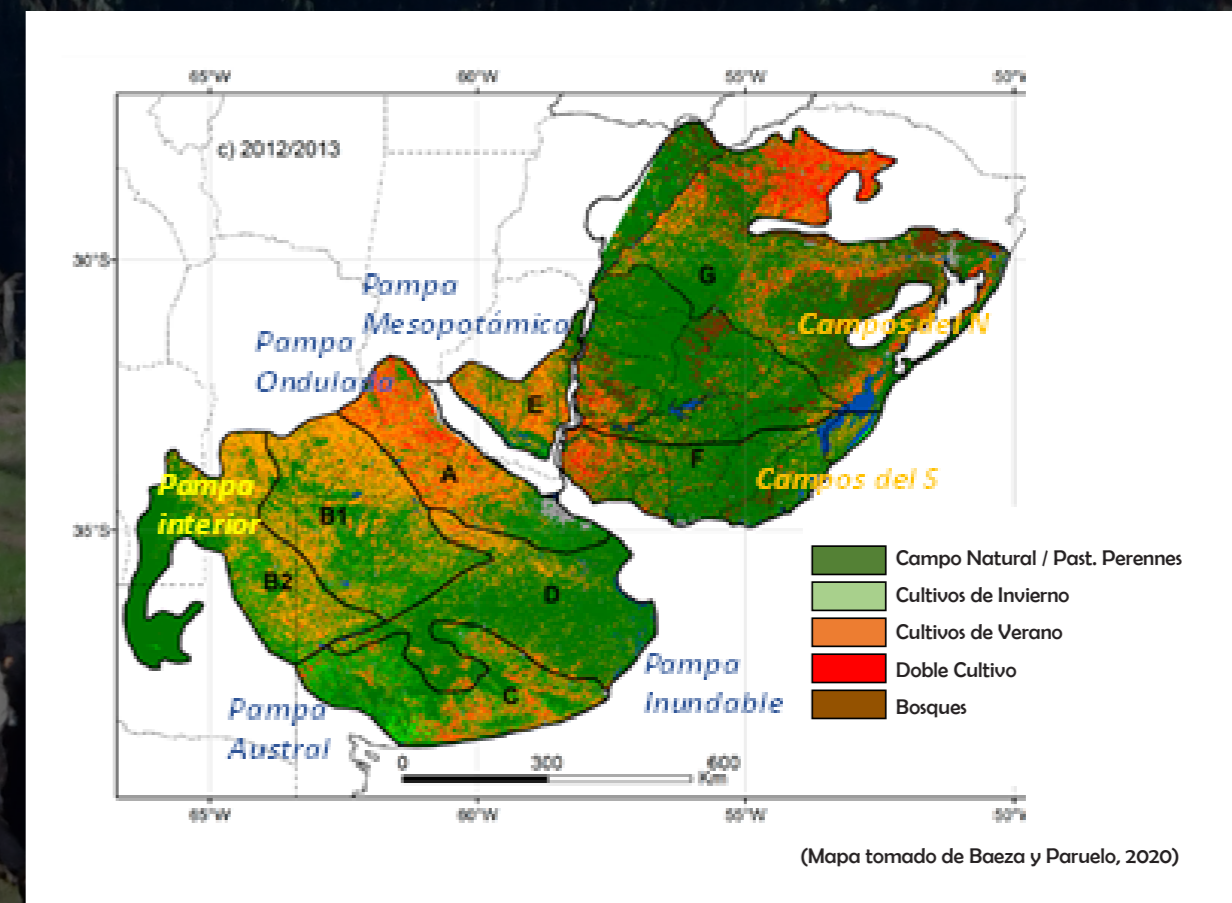 65°W 60°W 55°W 50°W
c) 2012/2013
30°S
G
Pampa
Mesopotámica
Campos del N
Pampa
Ondulada
E
F
A
Campos del S
Pampa
interior
B1
35°S
Campo Natural / Past. Perennes
B2
D
Cultivos de Invierno
Cultivos de Verano
Pampa
Inundable
Doble Cultivo
C
Bosques
Pampa
Austral
0 300 600
Km
65°W 60°W 55°W 50°W
(Mapa tomado de Baeza y Paruelo, 2020)